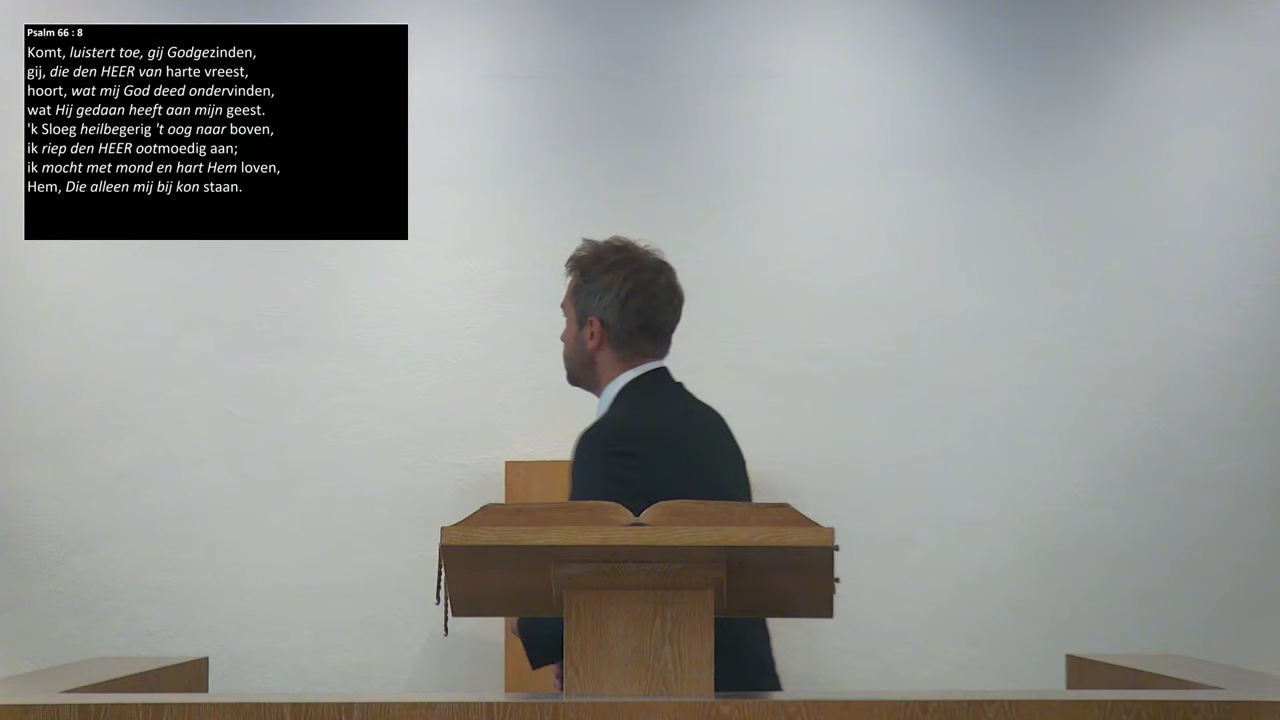 Psalm 66 : 8
Komt, luistert toe, gij Godgezinden,
gij, die den HEER van harte vreest,
hoort, wat mij God deed ondervinden,
wat Hij gedaan heeft aan mijn geest.
'k Sloeg heilbegerig 't oog naar boven,
ik riep den HEER ootmoedig aan;
ik mocht met mond en hart Hem loven,
Hem, Die alleen mij bij kon staan.